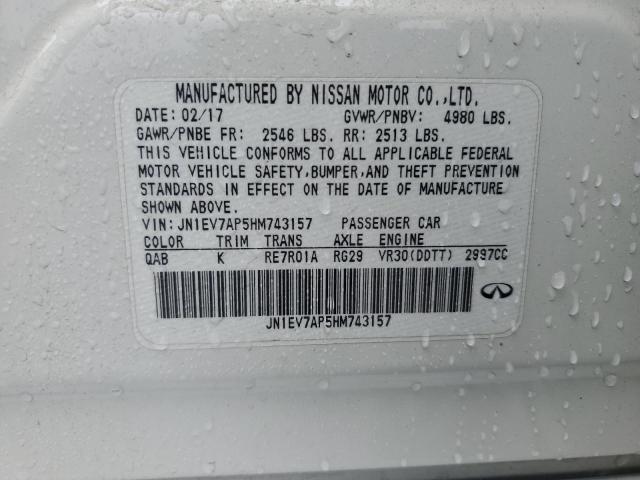 MANUFACTURED BY NISSAN MOTOR CO.,LTD.
DATE: 02/17 GVWR/PNBV: 4980 LBS.
GAWR/PNBE FR: 2546 LBS. RR: 2513 LBS.
THIS VEHICLE CONFORMS TO ALL APPLICABLE FEDERAL
MOTOR VEHICLE SAFETY,BUMPER,AND THEFT PREVENTION
STANDARDS IN EFFECT ON THE DATE OF MANUFACTURE
SHOWN ABOVE.
VIN: JN1EV7AP5HM743157 PASSENGER CAR
COLOR TRIM TRANS AXLE ENGINE
QAB K RE7R01A RG29 VR30(DDTT) 2997CC
JN1EV7AP5HM743157